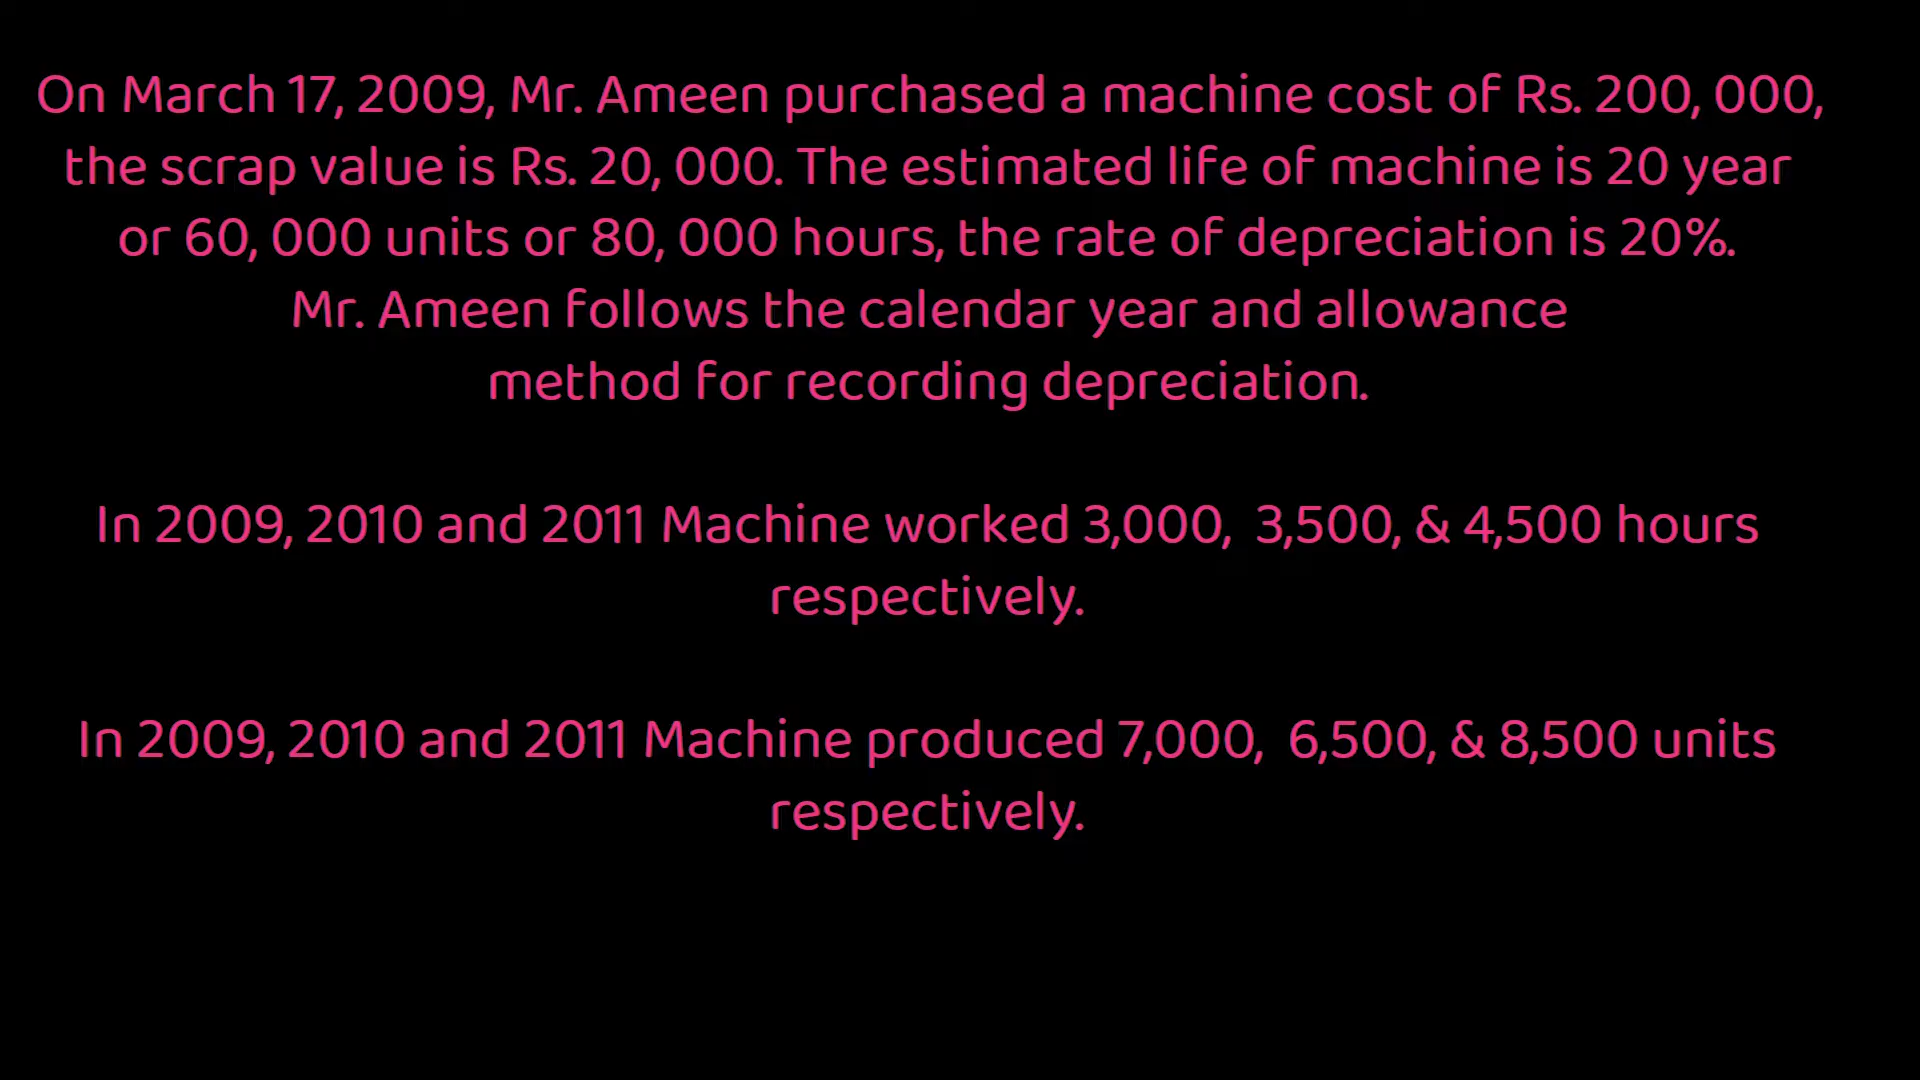 On March 17, 2009, Mr. Ameen purchased a machine cost of Rs. 200, 000,
the scrap value is Rs. 20, 000. The estimated life of machine is 20 year
or 60, 000 units or 80, 000 hours, the rate of depreciation is 20%.
Mr. Ameen follows the calendar year and allowance
method for recording depreciation.
In 2009, 2010 and 2011 Machine worked 3,000, 3,500, & 4,500 hours
respectively.
In 2009, 2010 and 2011 Machine produced 7,000, 6,500, & 8,500 units
respectively.